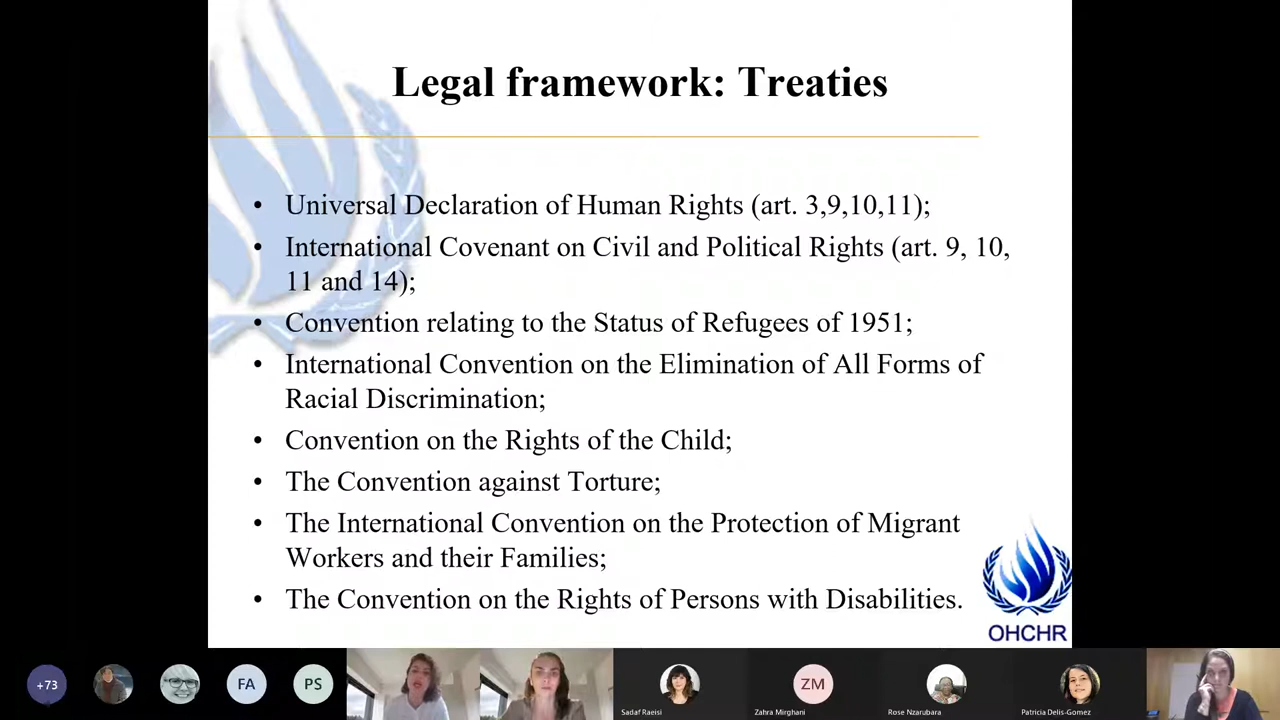 Legal framework: Treaties
• Universal Declaration of Human Rights (art. 3,9,10,11);
• International Covenant on Civil and Political Rights (art. 9, 10,
11 and 14);
• Convention relating to the Status of Refugees of 1951;
• International Convention on the Elimination of All Forms of
Racial Discrimination;
• Convention on the Rights of the Child;
• The Convention against Torture;
• The International Convention on the Protection of Migrant
Workers and their Families;
• The Convention on the Rights of Persons with Disabilities.
OHCHR
+73
FA
PS
ZM
Sadaf Raeisi
Zahra Mirghani
Rose Nzarubara
Patricia Delis-Gomez